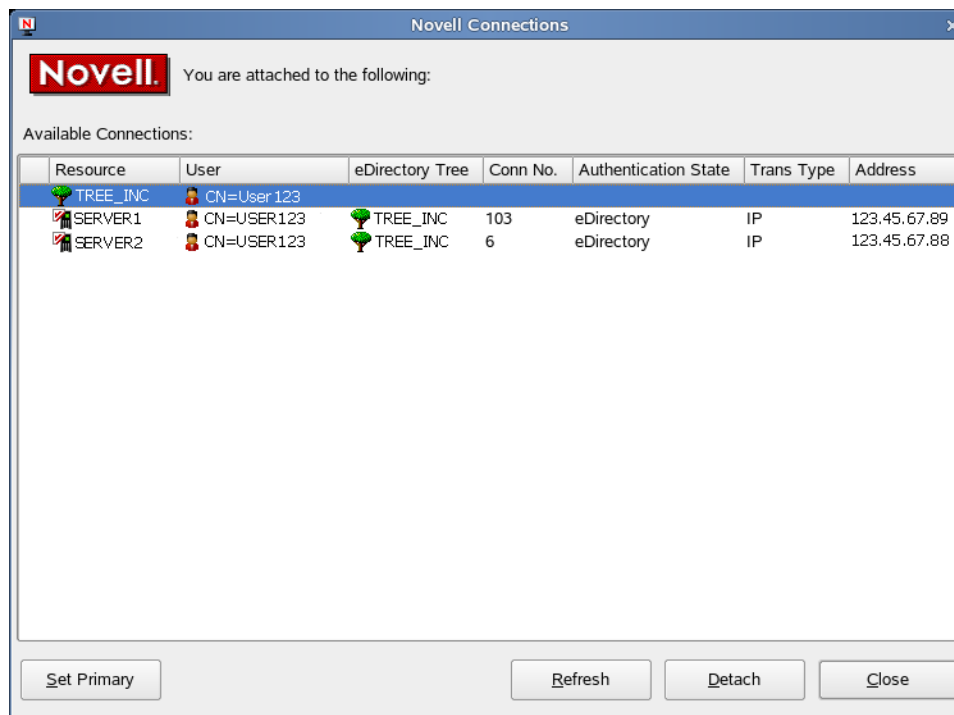 N Novell Connections
Novell. You are attached to the following:
Available Connections:
Resource User eDirectory Tree Conn No. Authentication State Trans Type Address
TREE_INC CN=User123
SERVER1 CN=USER123 TREE_INC 103 eDirectory IP 123.45.67.89
SERVER2 CN=USER123 TREE_INC 6 eDirectory IP 123.45.67.88
Set Primary Refresh Detach Close